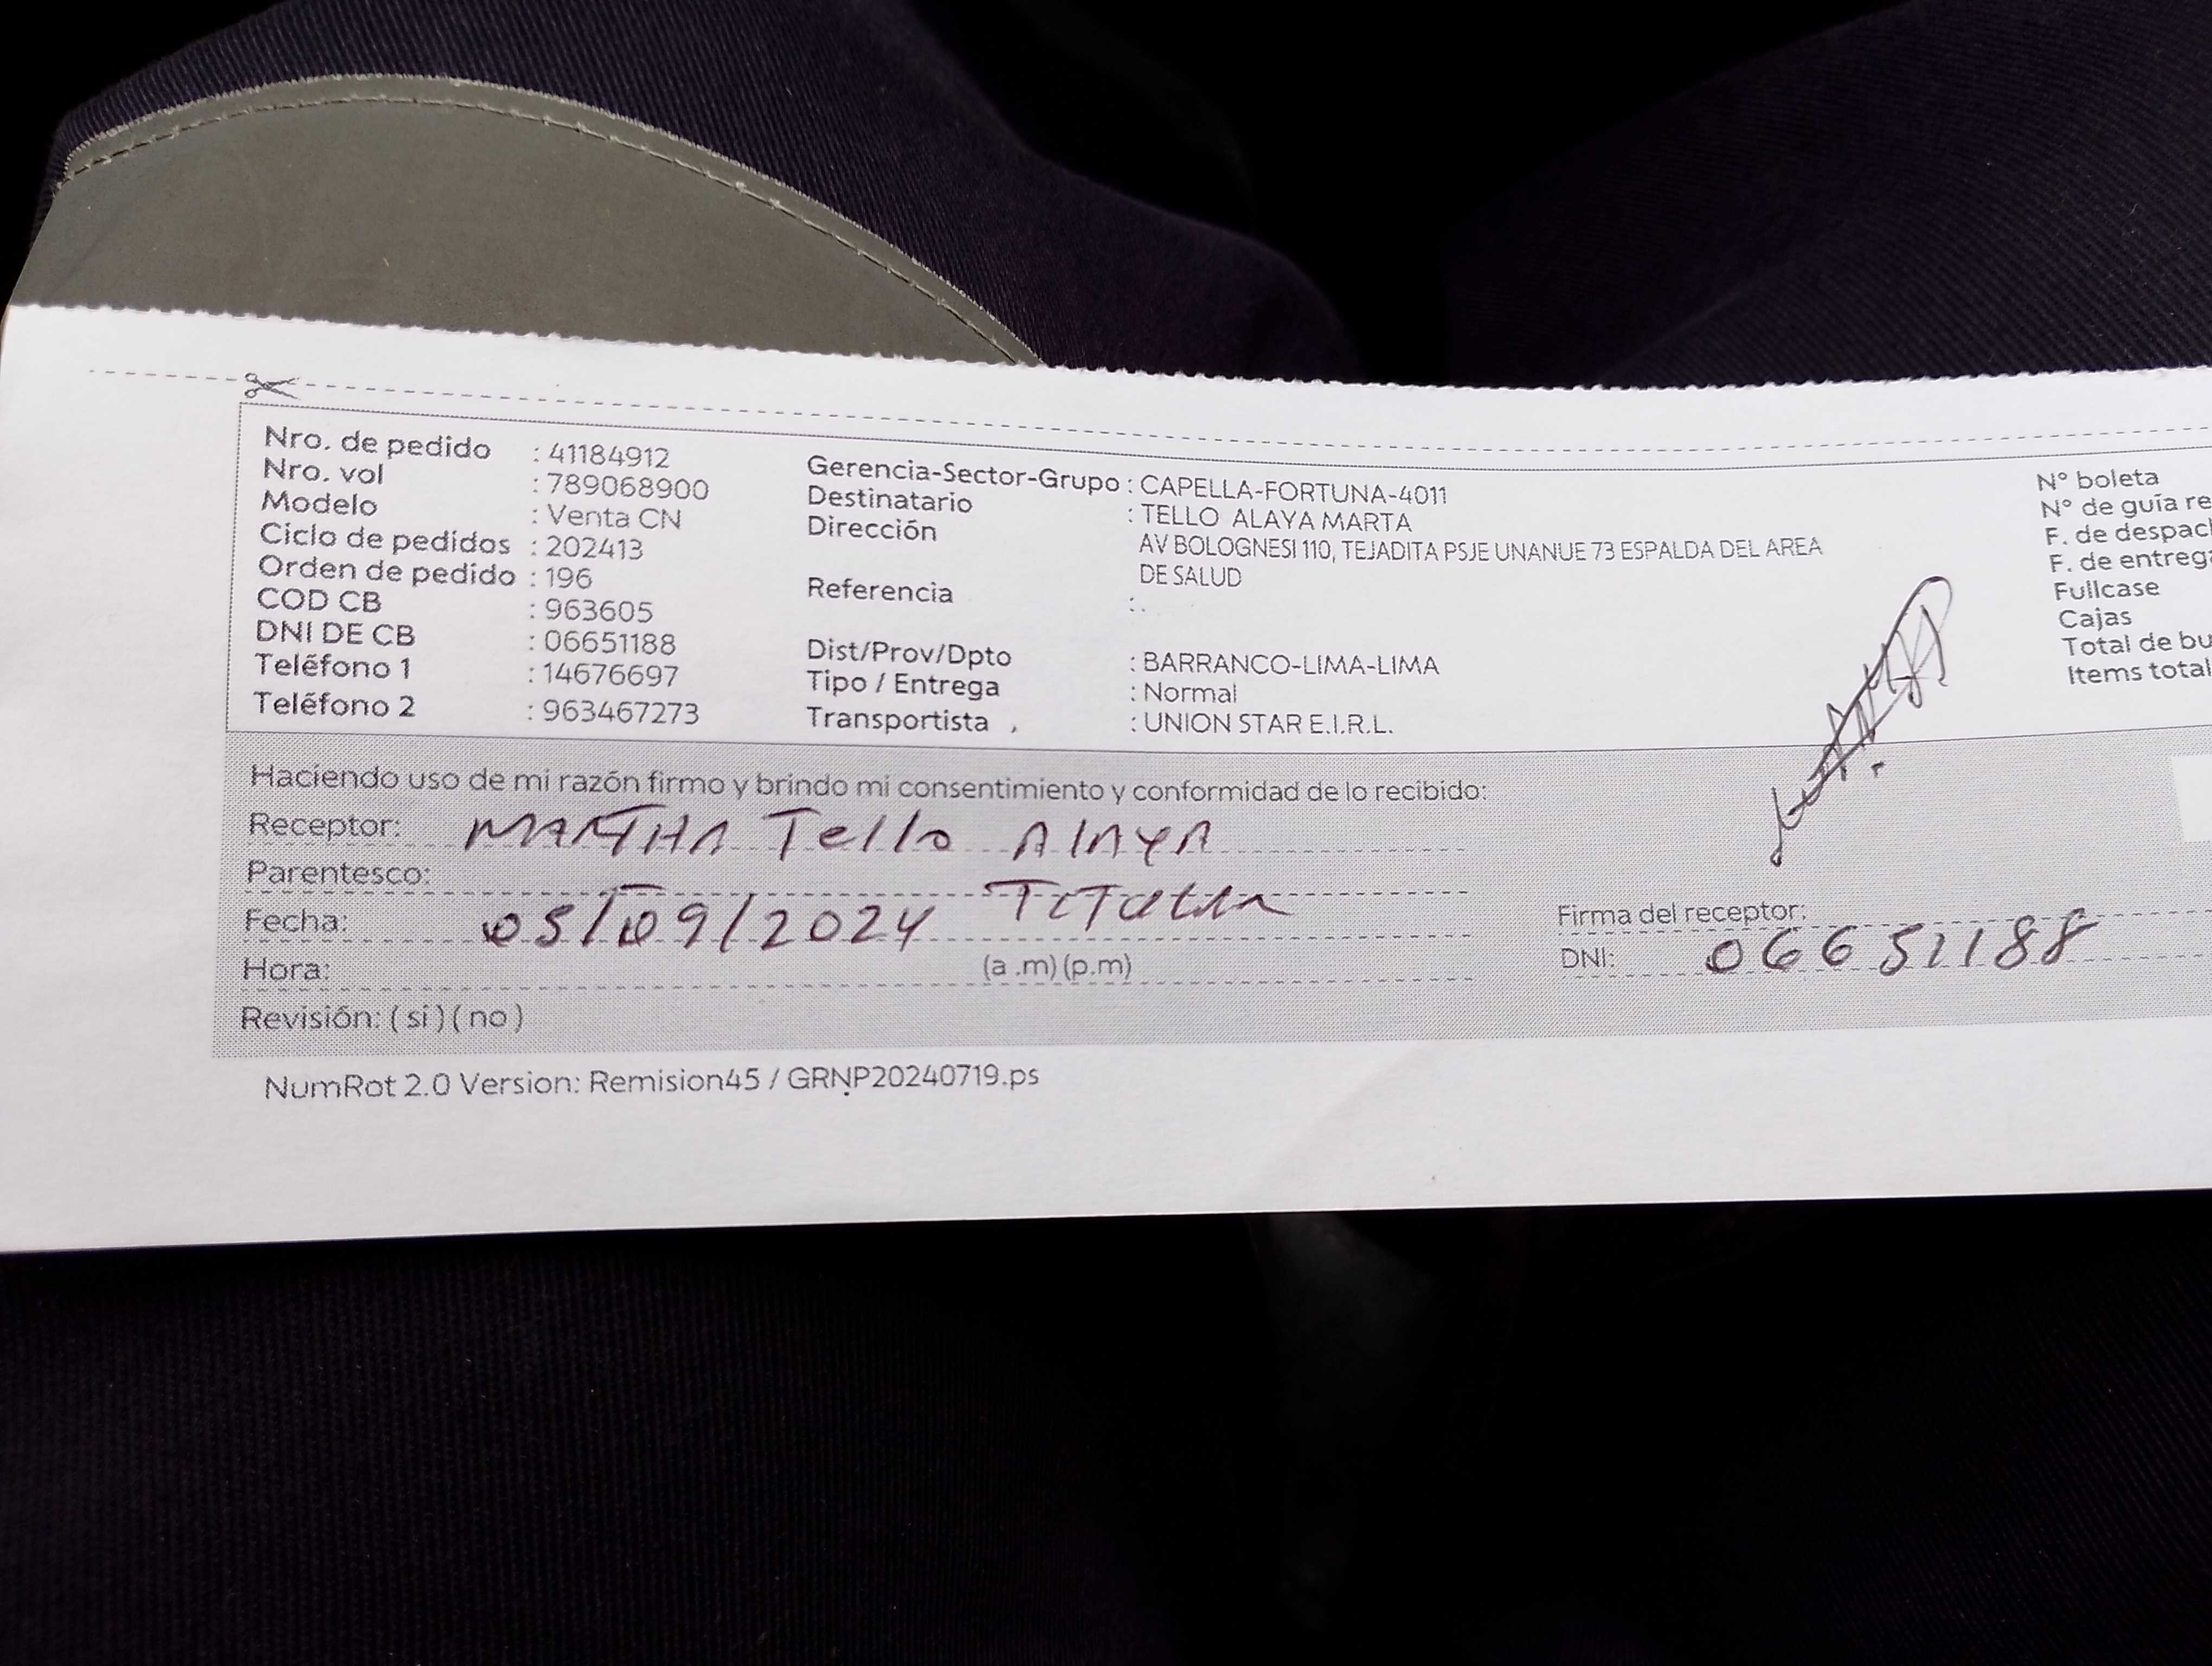 Nro. de pedido : 41184912
Nro. vol : 789068900
Modelo : Venta CN
Ciclo de pedidos : 202413
Orden de pedido : 196
COD CB : 963605
DNI DE CB : 06651188
Teléfono 1 : 14676697
Teléfono 2 : 963467273
Gerencia-Sector-Grupo : CAPELLA-FORTUNA-4011
Destinatario : TELLO ALAYA MARTA
Dirección AV BOLOGNESI 110, TEJADITA PSJE UNANUE 73 ESPALDA DEL AREA
DE SALUD
Referencia : .
Dist/Prov/Dpto : BARRANCO-LIMA-LIMA
Tipo / Entrega : Normal
Transportista : UNION STAR E.I.R.L.
N° boleta
N° de guía re
F. de despac
F. de entreg
Fullcase
Cajas
Total de bu
Items total
Haciendo uso de mi razón firmo y brindo mi consentimiento y conformidad de lo recibido:
Receptor: MARTHA Tello AlAYA
Parentesco:
Fecha: 05/09/2024
Hora: (a .m) (p.m)
Revisión: ( si ) ( no )
Firma del receptor:
DNI: 06651188
NumRot 2.0 Version: Remision45 / GRNP20240719.ps